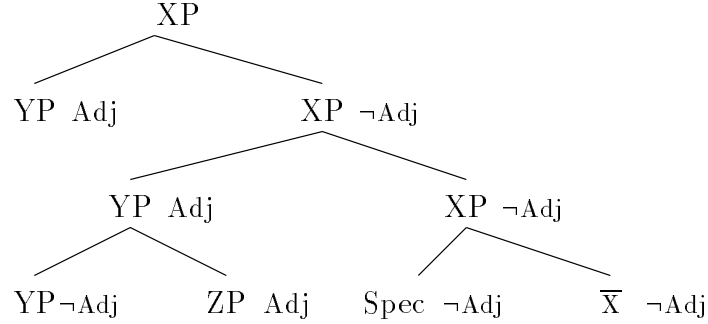 XP
YP Adj XP ¬Adj
YP Adj XP ¬Adj
YP¬Adj ZP Adj Spec ¬Adj X̅ ¬Adj